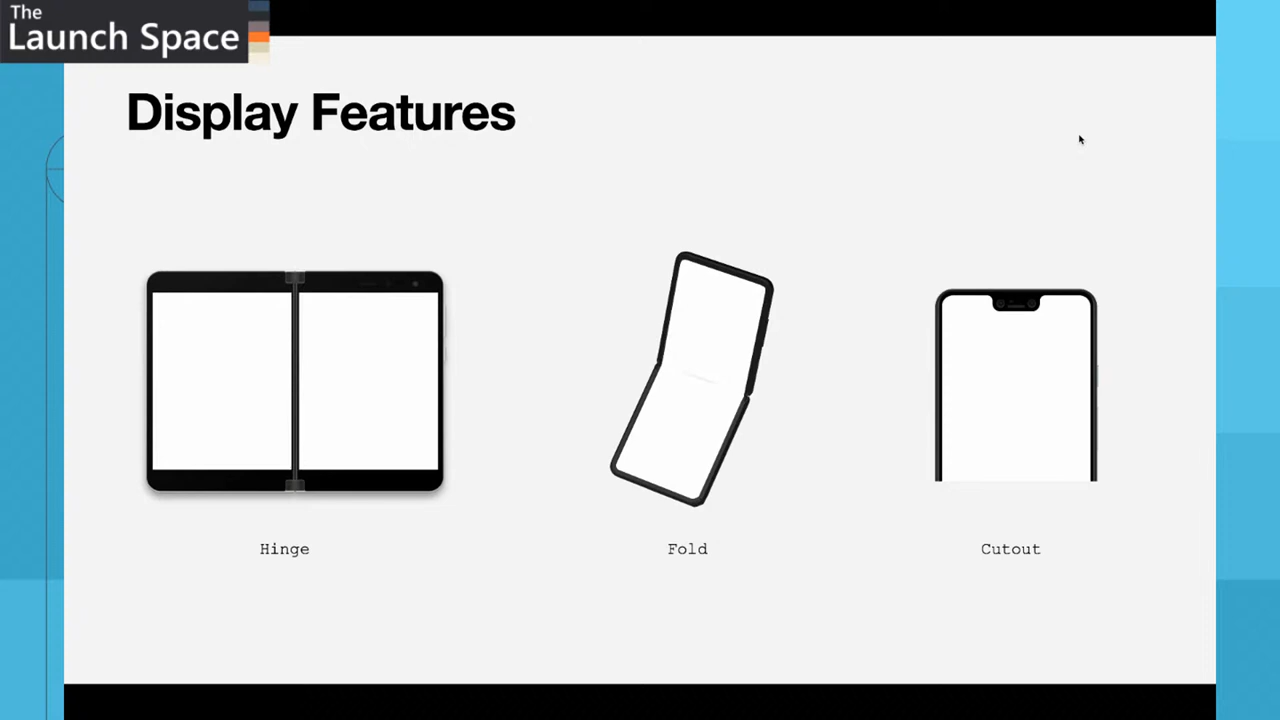 The
Launch Space
Display Features
Hinge
Fold
Cutout